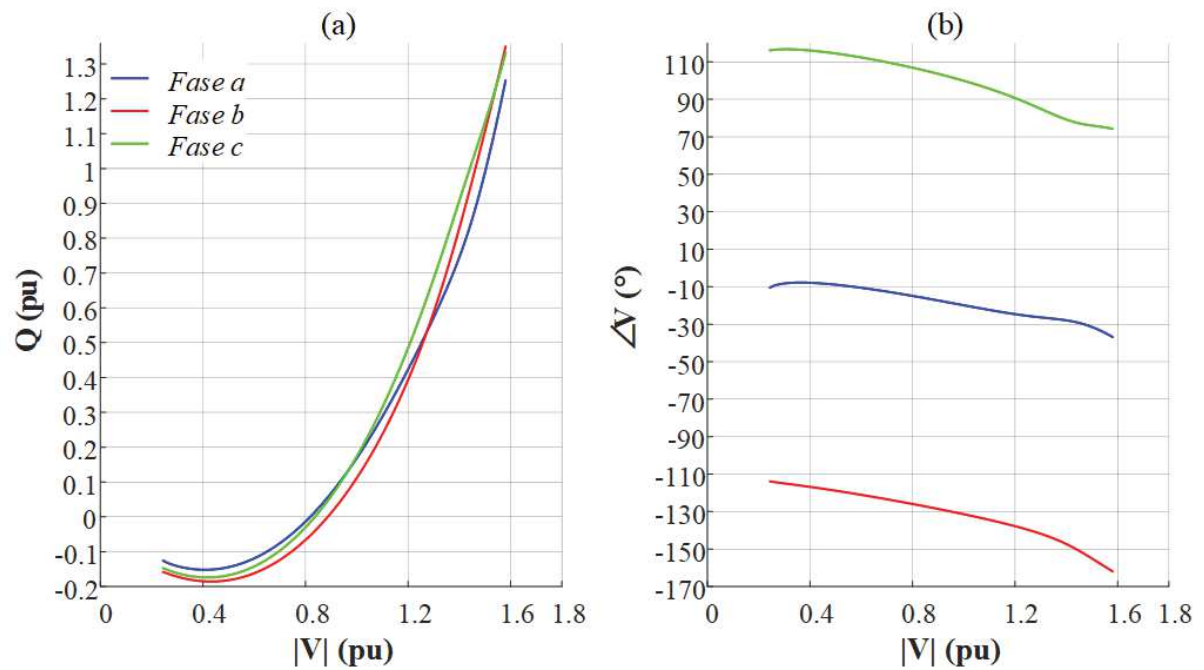 (a)
Q (pu)
1.3
1.2
1.1
1
0.9
0.8
0.7
0.6
0.5
0.4
0.3
0.2
0.1
0
-0.1
-0.2
Fase a
Fase b
Fase c
0 0.4 0.8 1.2 1.6 1.8
|V| (pu)
(b)
∠V (°)
110
90
70
50
30
10
-10
-30
-50
-70
-90
-110
-130
-150
-170
0 0.4 0.8 1.2 1.6 1.8
|V| (pu)